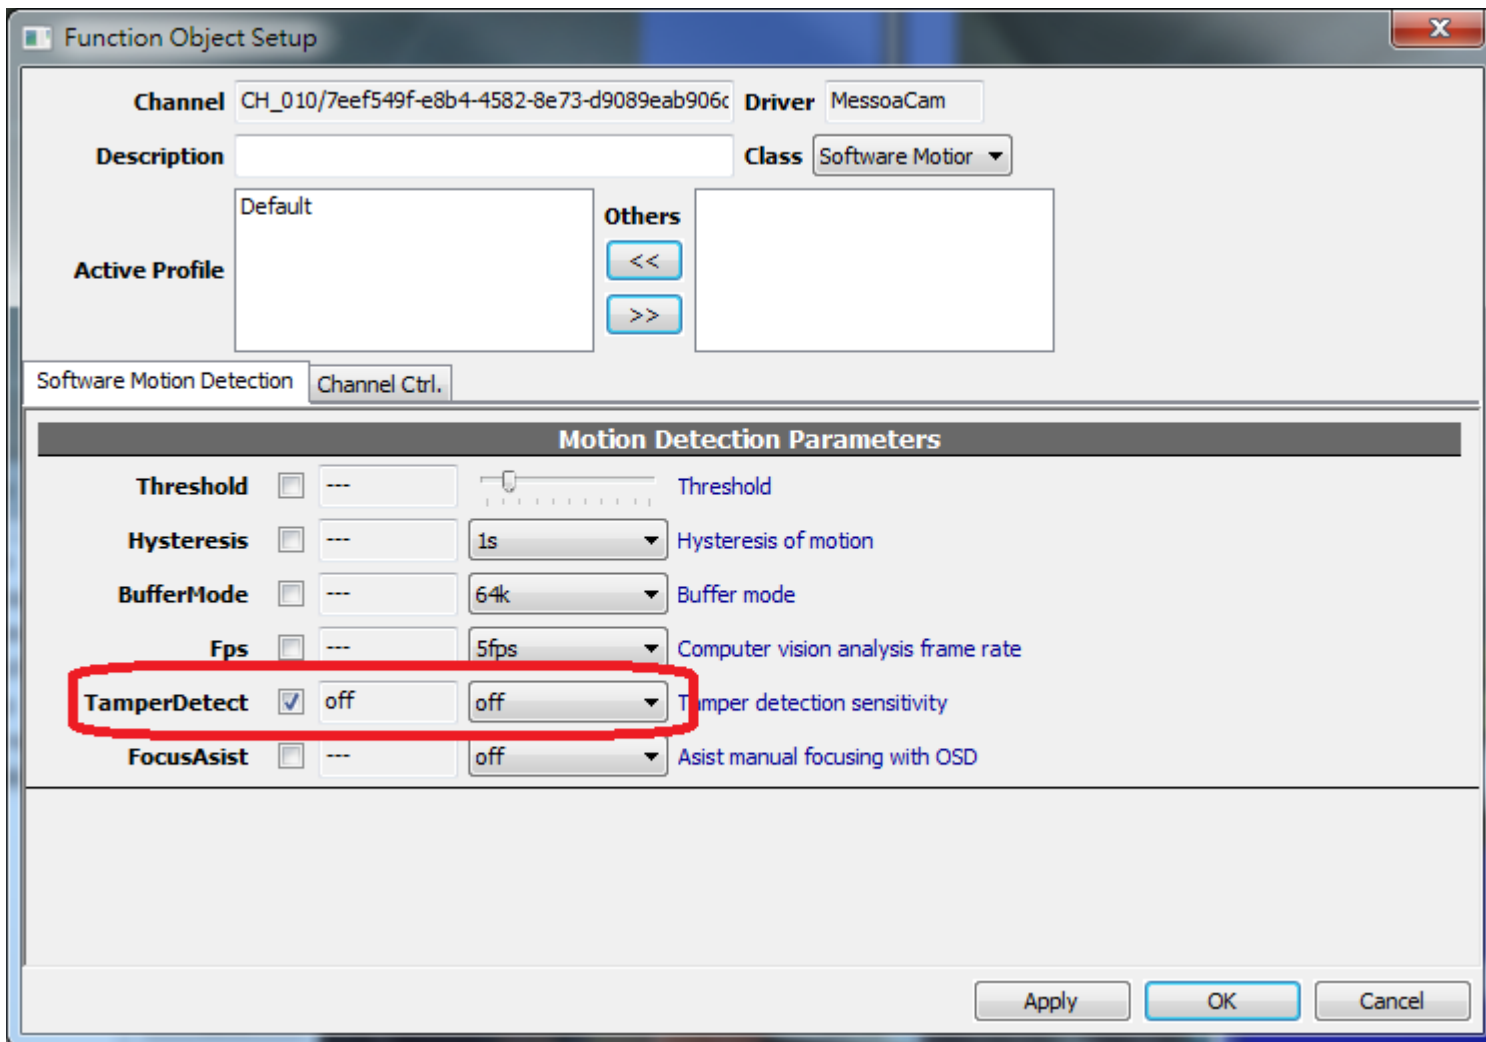 Function Object Setup
Channel CH_010/7eef549f-e8b4-4582-8e73-d9089eab906c Driver MessoaCam
Description Class Software Motior
Default
Others
Active Profile
<<
>>
Software Motion Detection Channel Ctrl.
Motion Detection Parameters
Threshold --- Threshold
Hysteresis --- 1s Hysteresis of motion
BufferMode --- 64k Buffer mode
Fps --- 5fps Computer vision analysis frame rate
TamperDetect off off Tamper detection sensitivity
FocusAsist --- off Asist manual focusing with OSD
Apply OK Cancel